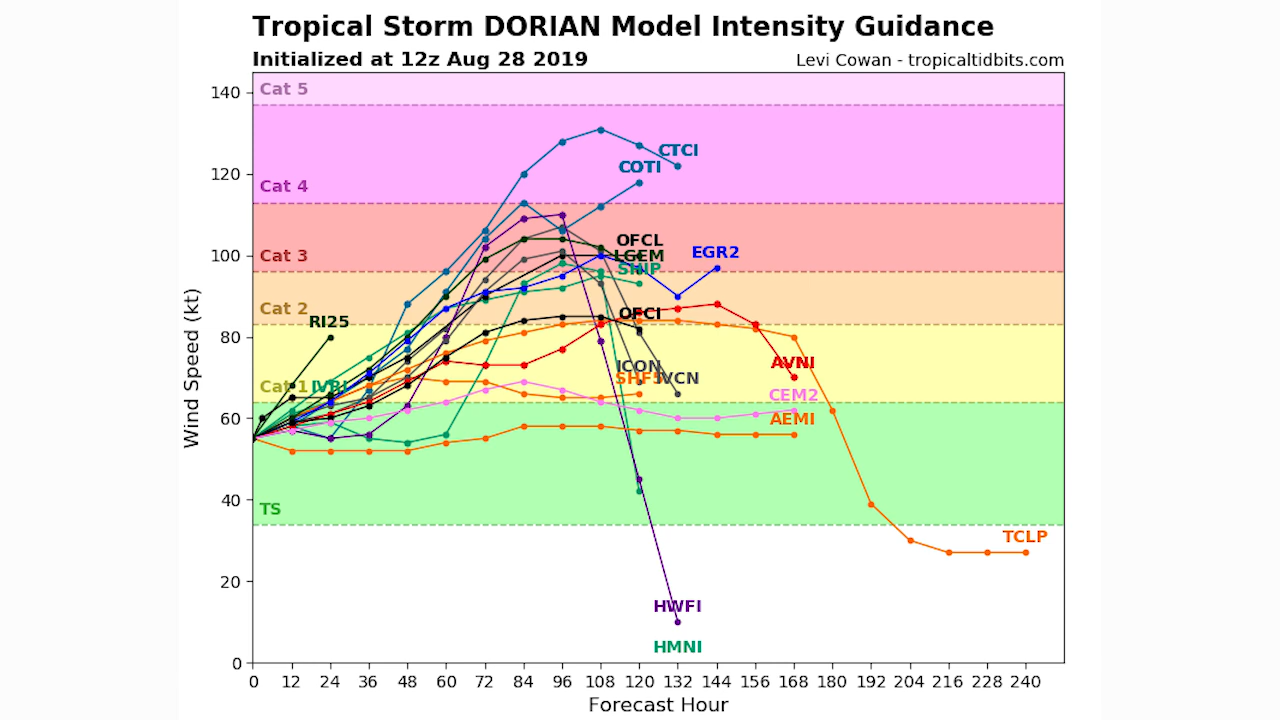 Tropical Storm DORIAN Model Intensity Guidance
Initialized at 12z Aug 28 2019
Levi Cowan - tropicaltidbits.com
Wind Speed (kt)
140
120
100
80
60
40
20
0
Cat 5
Cat 4
Cat 3
Cat 2
Cat 1
TS
CTCI
COTI
OFCL
LGEM
SHIP
EGR2
RI25
OFCI
IVRI
ICON
SHF5
IVCN
AVNI
CEM2
AEMI
TCLP
HWFI
HMNI
0 12 24 36 48 60 72 84 96 108 120 132 144 156 168 180 192 204 216 228 240
Forecast Hour